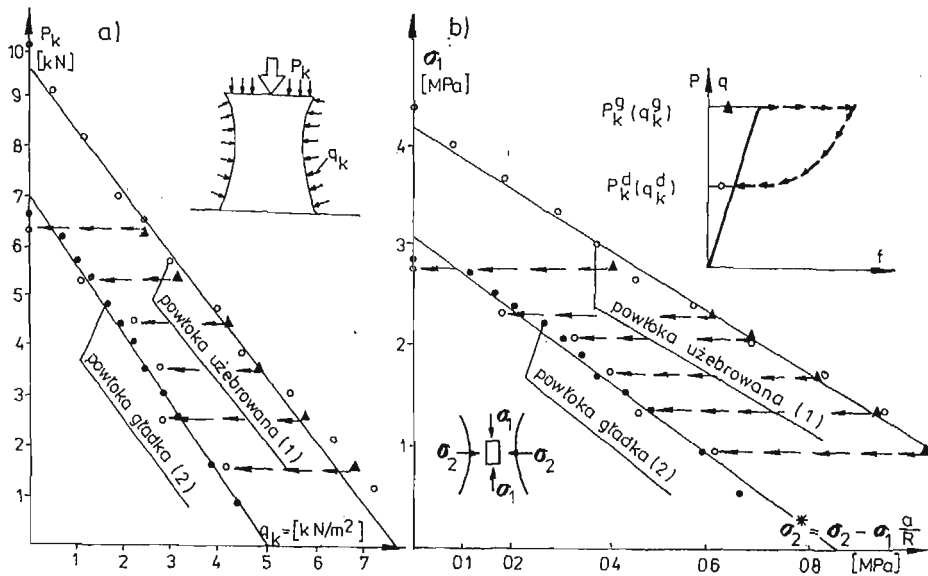 a)
P_k
[kN]
10
9
8
7
6
5
4
3
2
1
P_k
q_k
powłoka użebrowana (1)
powłoka gładka (2)
q_k = [kN/m²]
1 2 3 4 5 6 7
b)
σ_1
[MPa]
4
3
2
1
P q
P_k^g (q_k^g)
P_k^d (q_k^d)
f
powłoka użebrowana (1)
powłoka gładka (2)
σ_1
σ_2 σ_2
σ_1
σ_2^* = σ_2 - σ_1 a/R
01 02 04 06 08 [MPa]